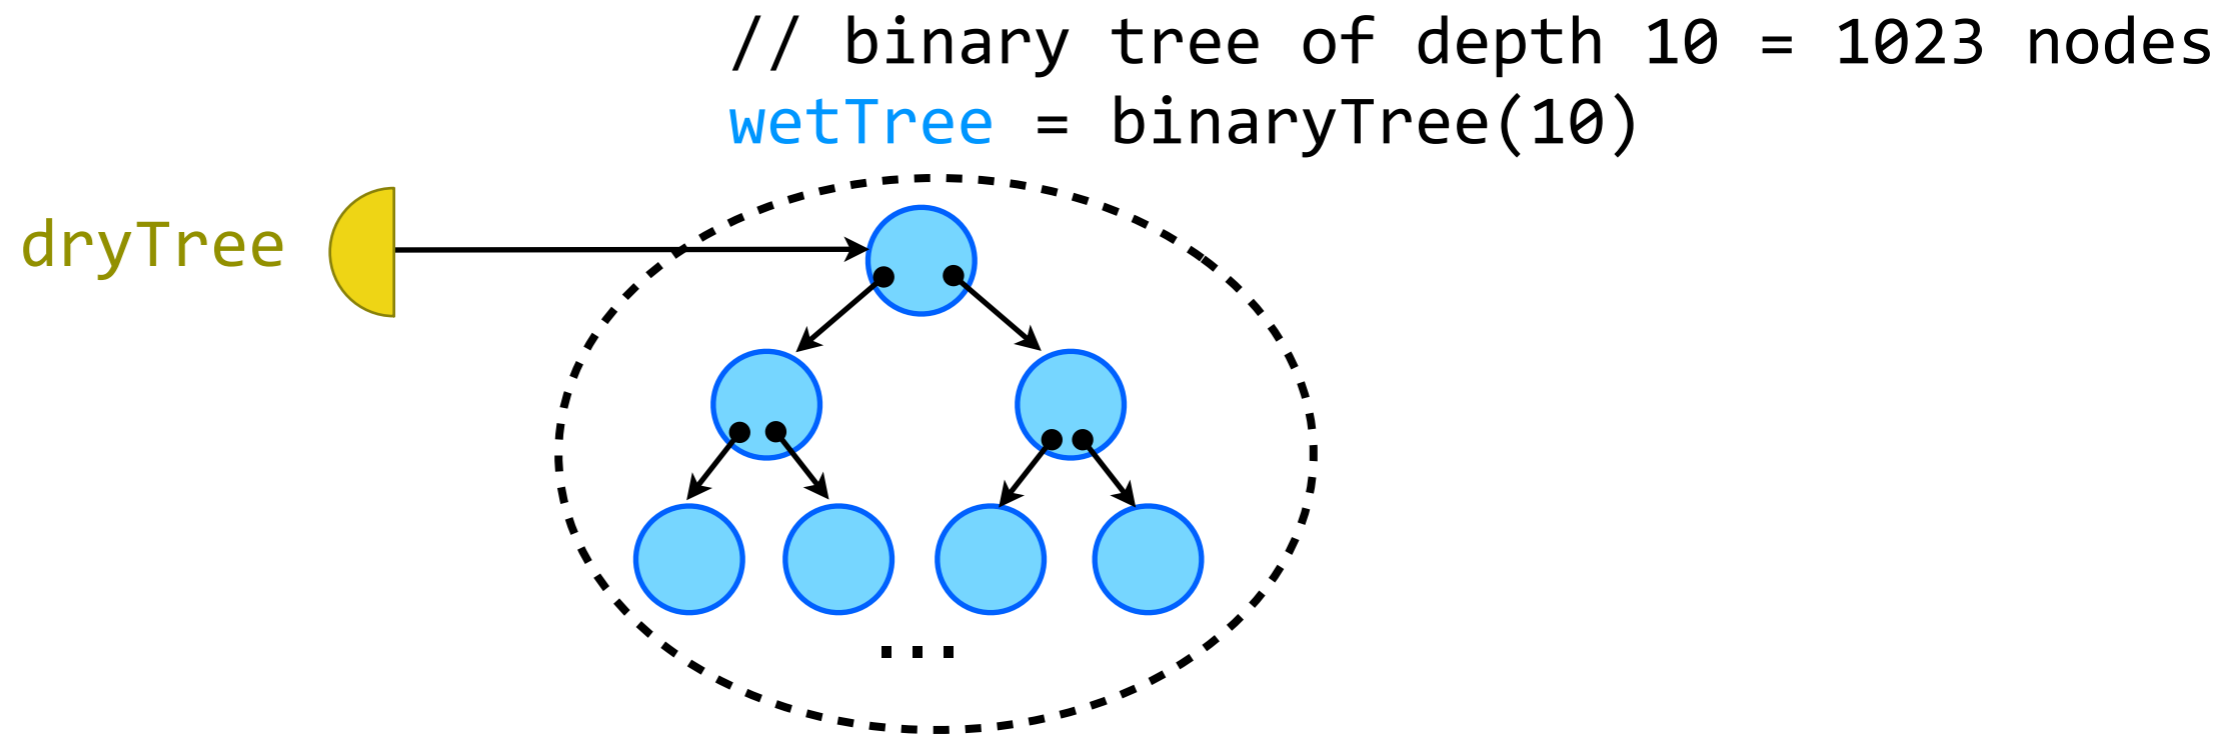 // binary tree of depth 10 = 1023 nodes
wetTree = binaryTree(10)
dryTree
...